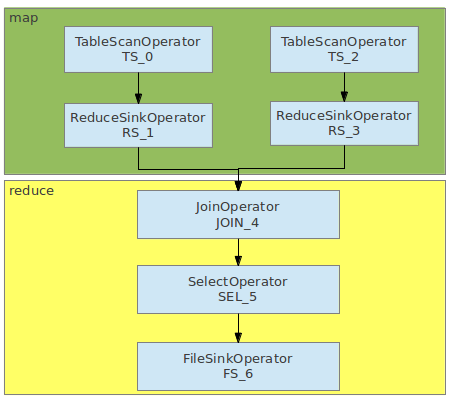 map
TableScanOperator
TS_0
TableScanOperator
TS_2
ReduceSinkOperator
RS_1
ReduceSinkOperator
RS_3
reduce
JoinOperator
JOIN_4
SelectOperator
SEL_5
FileSinkOperator
FS_6